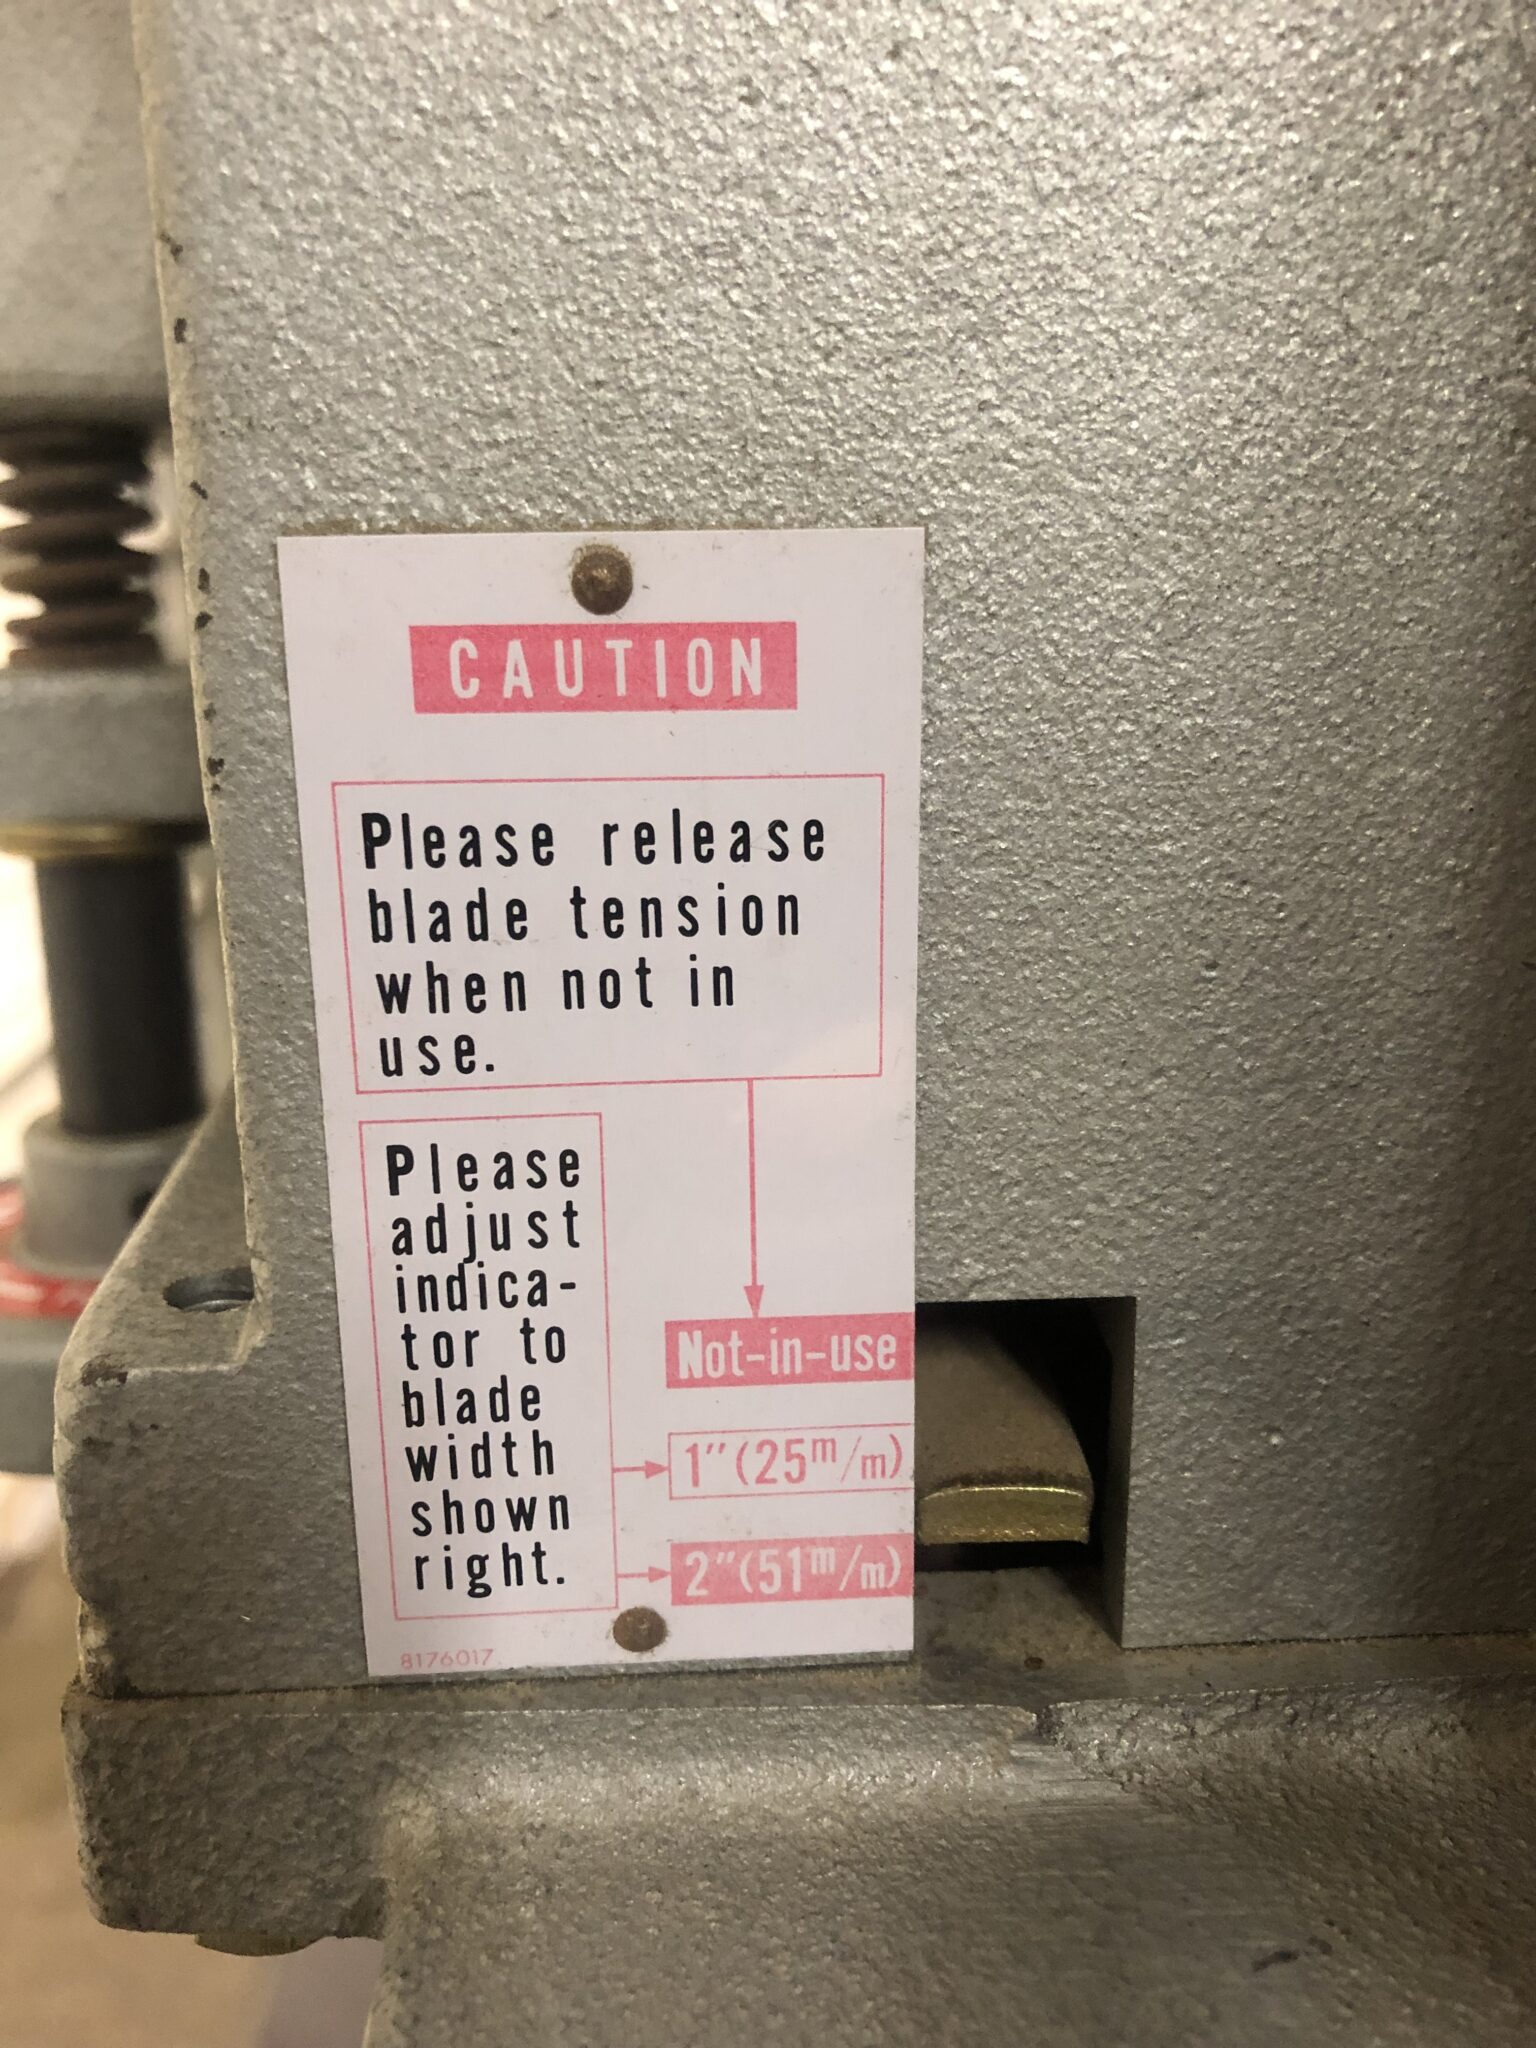 CAUTION
Please release
blade tension
when not in
use.
Please
adjust
indica-
tor to
blade
width
shown
right.
Not-in-use
1″(25m/m)
2″(51m/m)
8176017